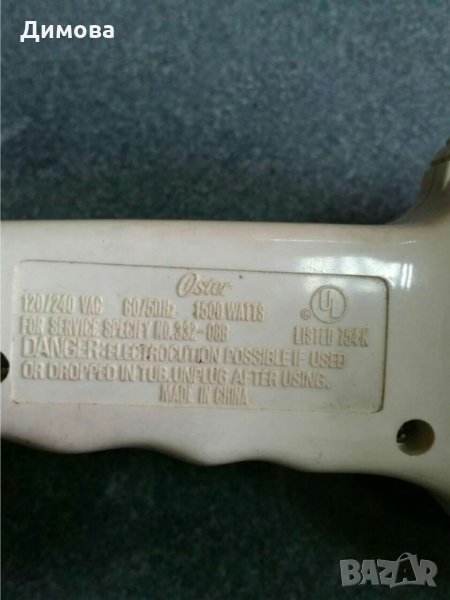 Димова
Oster
120/240 VAC 60/50Hz 1500 WATTS
FOR SERVICE SPECIFY NO. 332-08B
UL
LISTED 754K
DANGER: ELECTROCUTION POSSIBLE IF USED
OR DROPPED IN TUB. UNPLUG AFTER USING.
MADE IN CHINA
BAZAR